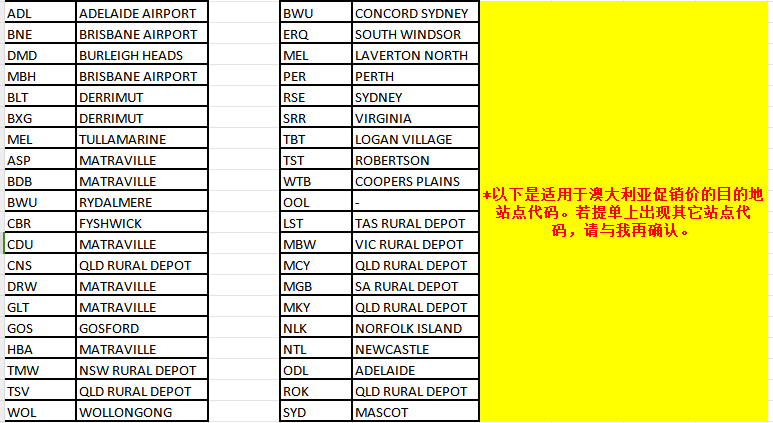 ADL ADELAIDE AIRPORT
BNE BRISBANE AIRPORT
DMD BURLEIGH HEADS
MBH BRISBANE AIRPORT
BLT DERRIMUT
BXG DERRIMUT
MEL TULLAMARINE
ASP MATRAVILLE
BDB MATRAVILLE
BWU RYDALMERE
CBR FYSHWICK
CDU MATRAVILLE
CNS QLD RURAL DEPOT
DRW MATRAVILLE
GLT MATRAVILLE
GOS GOSFORD
HBA MATRAVILLE
TMW NSW RURAL DEPOT
TSV QLD RURAL DEPOT
WOL WOLLONGONG
BWU CONCORD SYDNEY
ERQ SOUTH WINDSOR
MEL LAVERTON NORTH
PER PERTH
RSE SYDNEY
SRR VIRGINIA
TBT LOGAN VILLAGE
TST ROBERTSON
WTB COOPERS PLAINS
OOL -
LST TAS RURAL DEPOT
MBW VIC RURAL DEPOT
MCY QLD RURAL DEPOT
MGB SA RURAL DEPOT
MKY QLD RURAL DEPOT
NLK NORFOLK ISLAND
NTL NEWCASTLE
ODL ADELAIDE
ROK QLD RURAL DEPOT
SYD MASCOT
*以下是适用于澳大利亚促销价的目的地
站点代码。若提单上出现其它站点代
码，请与我再确认。